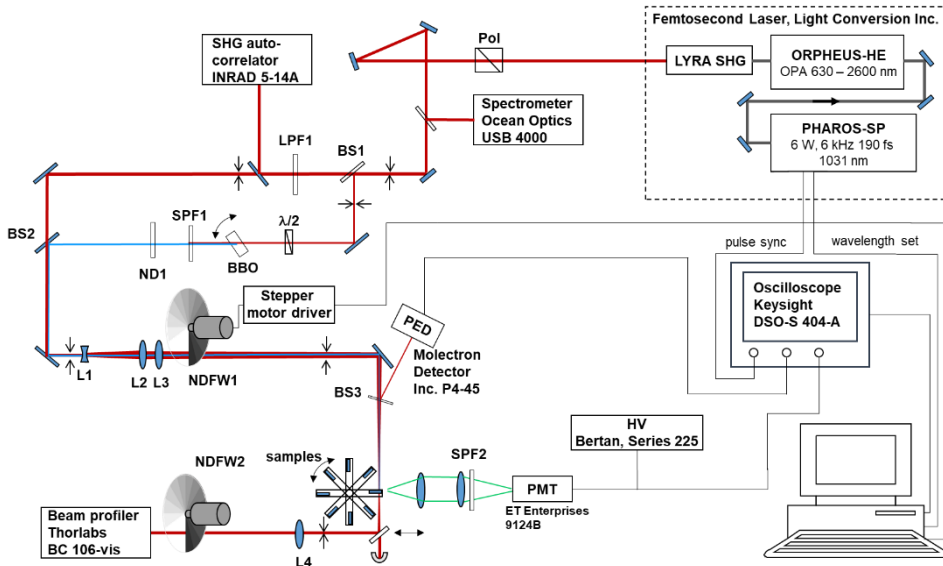 Femtosecond Laser, Light Conversion Inc.
SHG auto-
correlator
INRAD 5-14A
Pol
LYRA SHG
ORPHEUS-HE
OPA 630 – 2600 nm
Spectrometer
Ocean Optics
USB 4000
PHAROS-SP
6 W, 6 kHz 190 fs
1031 nm
LPF1
BS1
SPF1
λ/2
BS2
ND1
BBO
pulse sync
wavelength set
Stepper
motor driver
Oscilloscope
Keysight
DSO-S 404-A
PED
Molectron
Detector
Inc. P4-45
L1
L2
L3
NDFW1
BS3
HV
Bertan, Series 225
NDFW2
samples
SPF2
PMT
ET Enterprises
9124B
Beam profiler
Thorlabs
BC 106-vis
L4